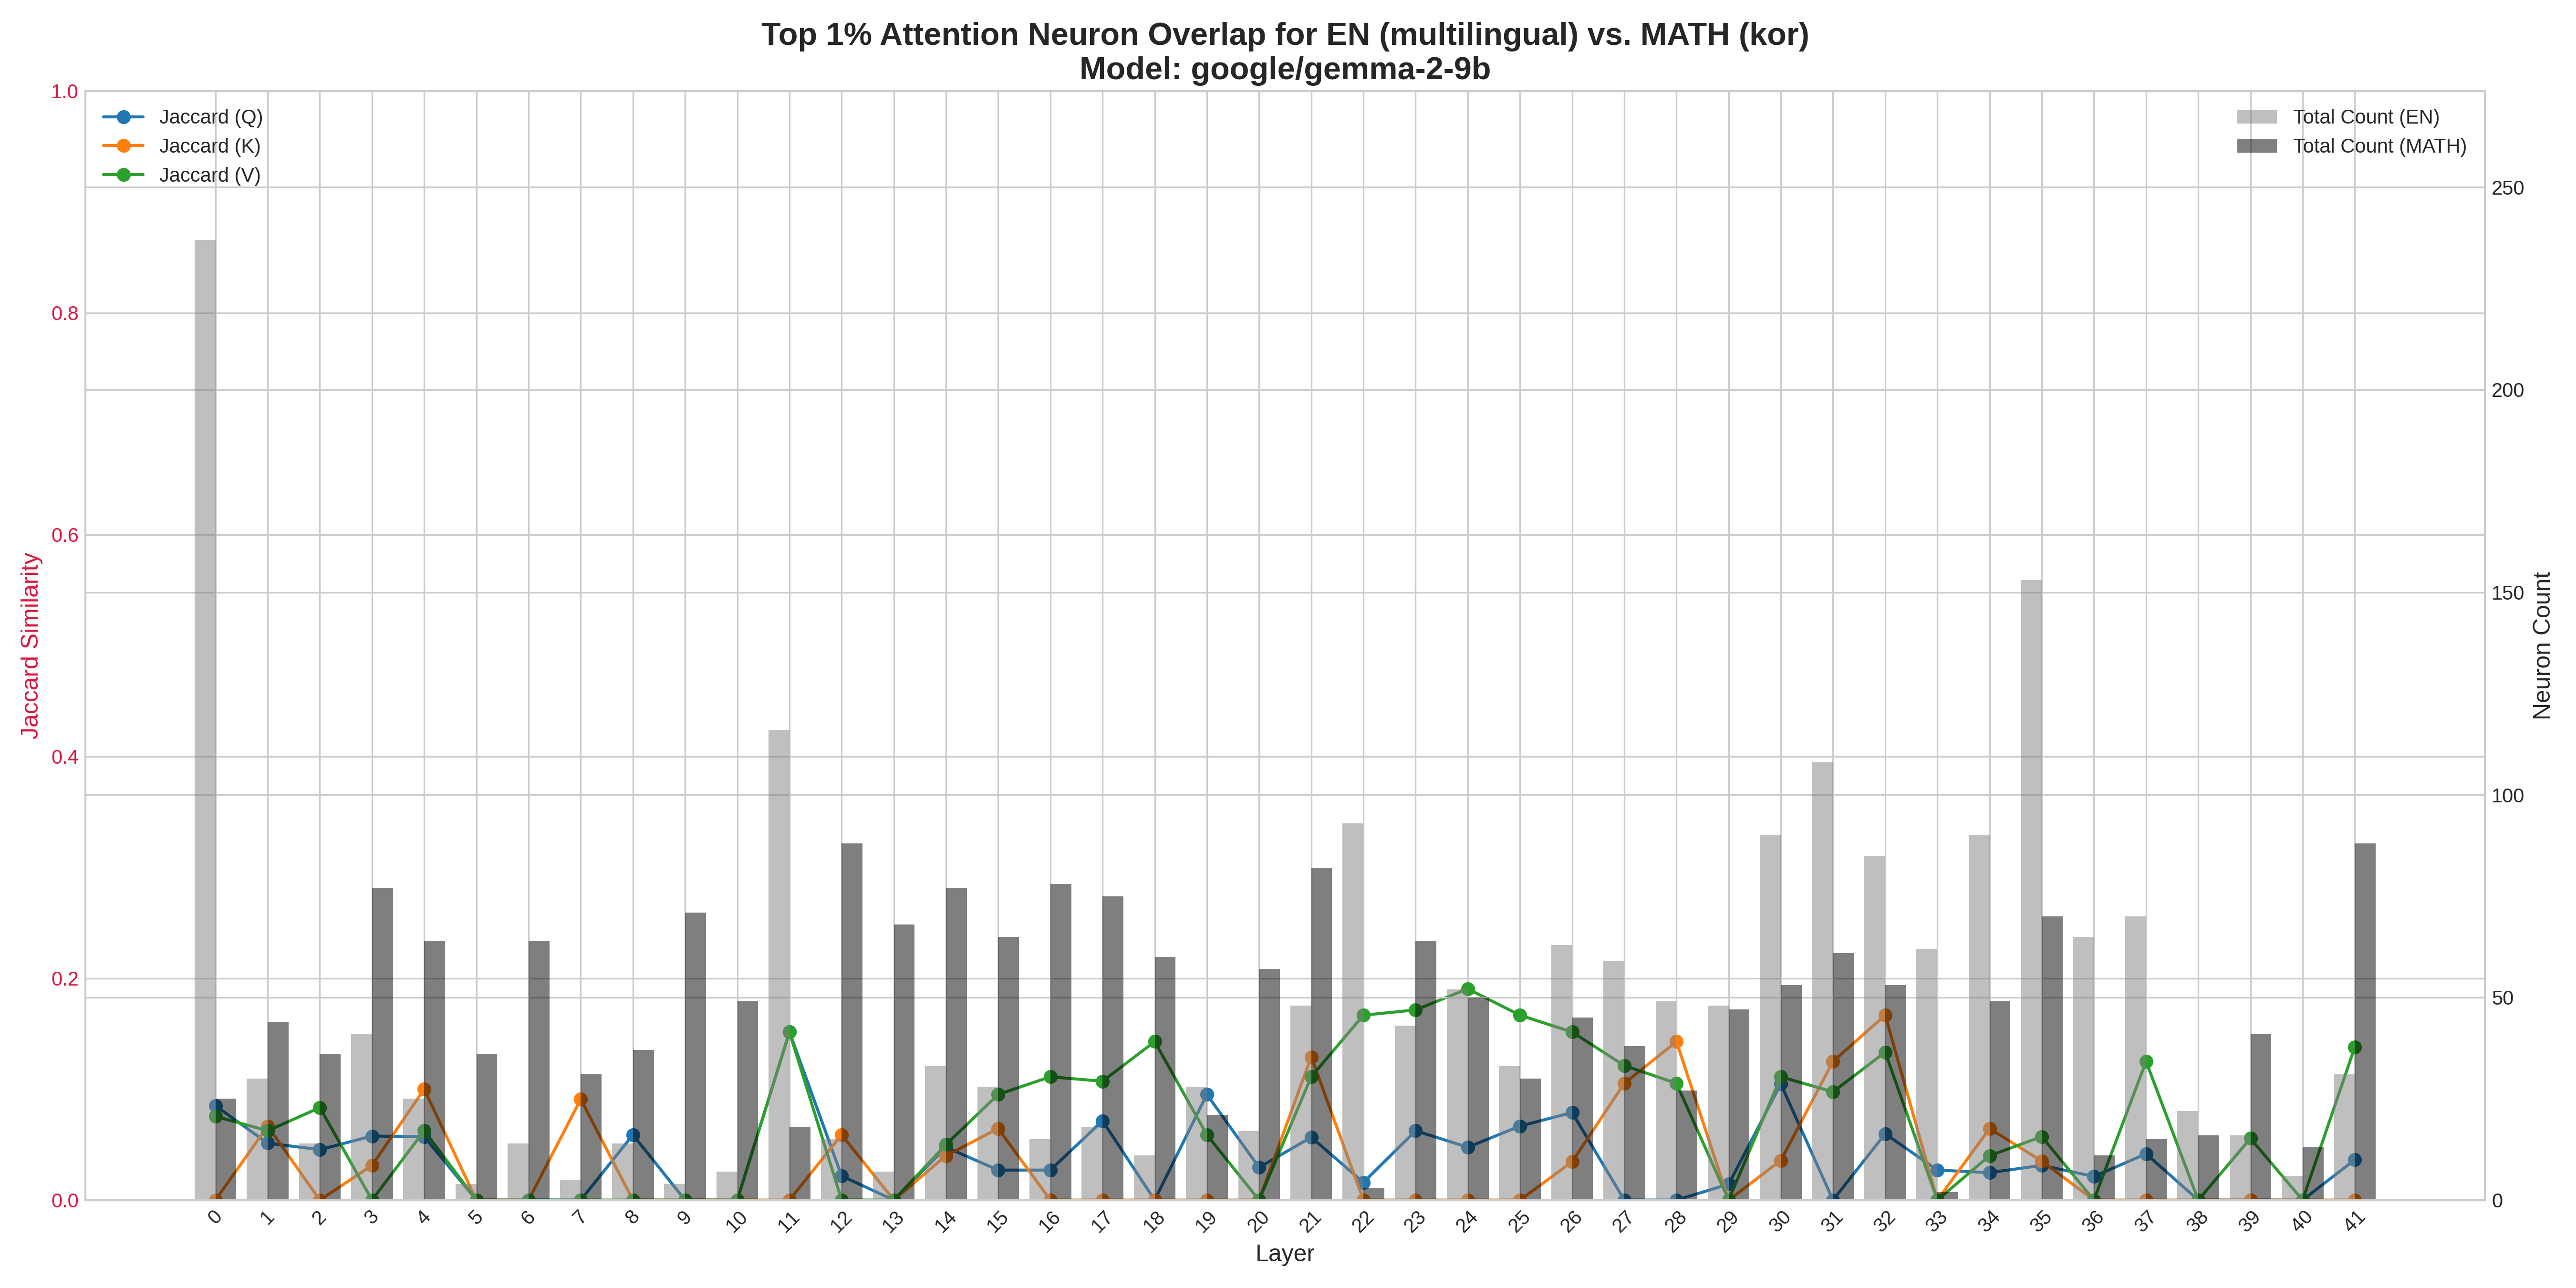 Top 1% Attention Neuron Overlap for EN (multilingual) vs. MATH (kor)
Model: google/gemma-2-9b
Jaccard (Q)
Jaccard (K)
Jaccard (V)
Total Count (EN)
Total Count (MATH)
Jaccard Similarity
1.0
0.8
0.6
0.4
0.2
0.0
Neuron Count
250
200
150
100
50
0
0 1 2 3 4 5 6 7 8 9 10 11 12 13 14 15 16 17 18 19 20 21 22 23 24 25 26 27 28 29 30 31 32 33 34 35 36 37 38 39 40 41
Layer